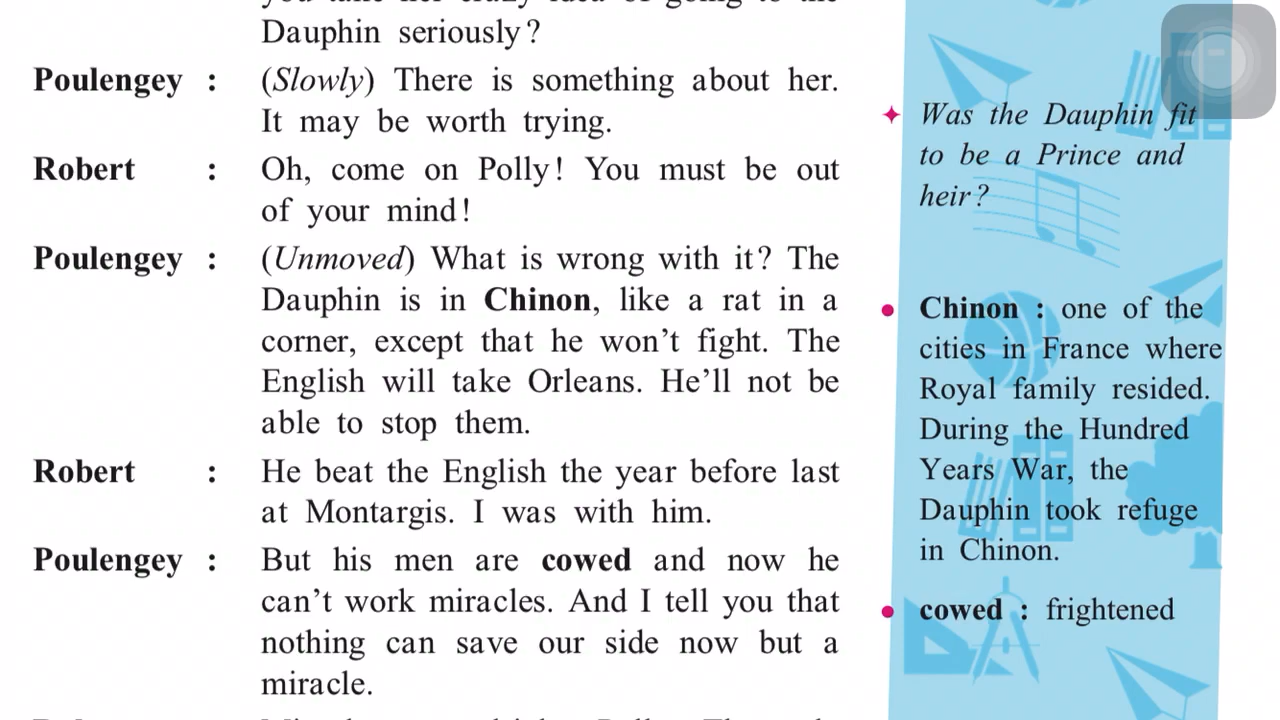 Dauphin seriously?
Poulengey : (Slowly) There is something about her.
It may be worth trying.
Robert : Oh, come on Polly! You must be out
of your mind!
Poulengey : (Unmoved) What is wrong with it? The
Dauphin is in Chinon, like a rat in a
corner, except that he won't fight. The
English will take Orleans. He'll not be
able to stop them.
Robert : He beat the English the year before last
at Montargis. I was with him.
Poulengey : But his men are cowed and now he
can't work miracles. And I tell you that
nothing can save our side now but a
miracle.
Was the Dauphin fit
to be a Prince and
heir?
Chinon : one of the
cities in France where
Royal family resided.
During the Hundred
Years War, the
Dauphin took refuge
in Chinon.
cowed : frightened